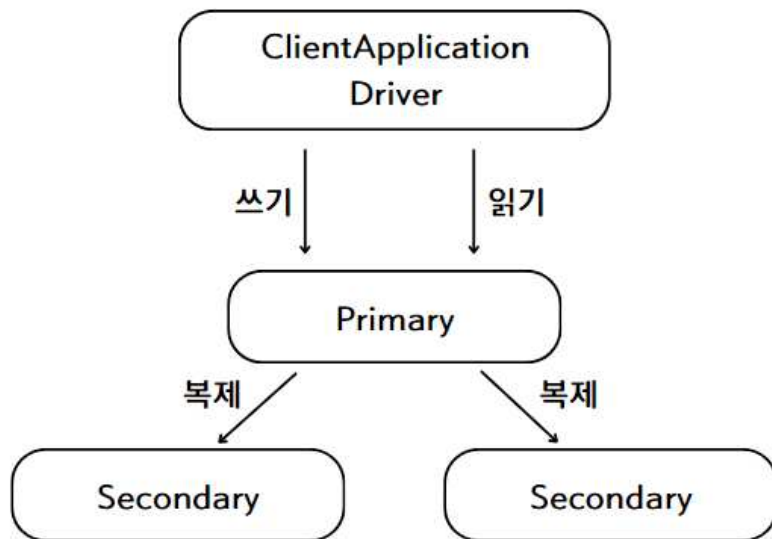 ClientApplication
Driver
쓰기
읽기
Primary
복제
복제
Secondary
Secondary